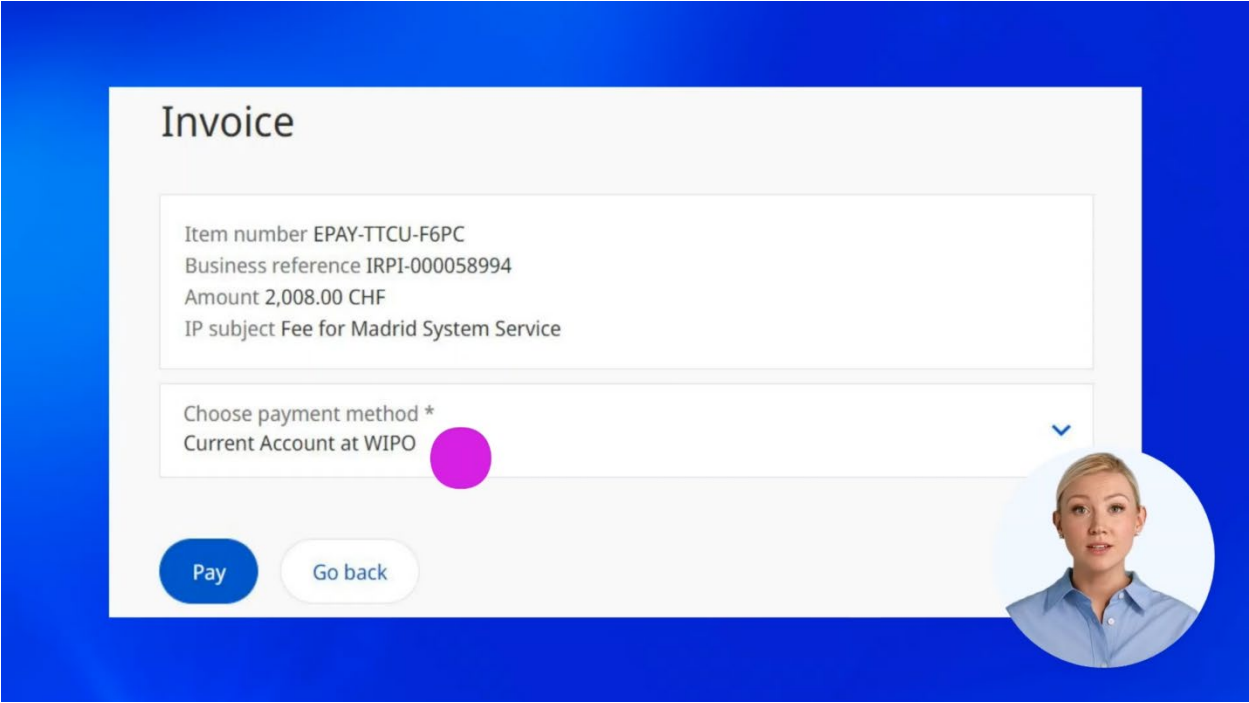 Invoice
Item number EPAY-TTCU-F6PC
Business reference IRPI-000058994
Amount 2,008.00 CHF
IP subject Fee for Madrid System Service
Choose payment method *
Current Account at WIPO
Pay
Go back